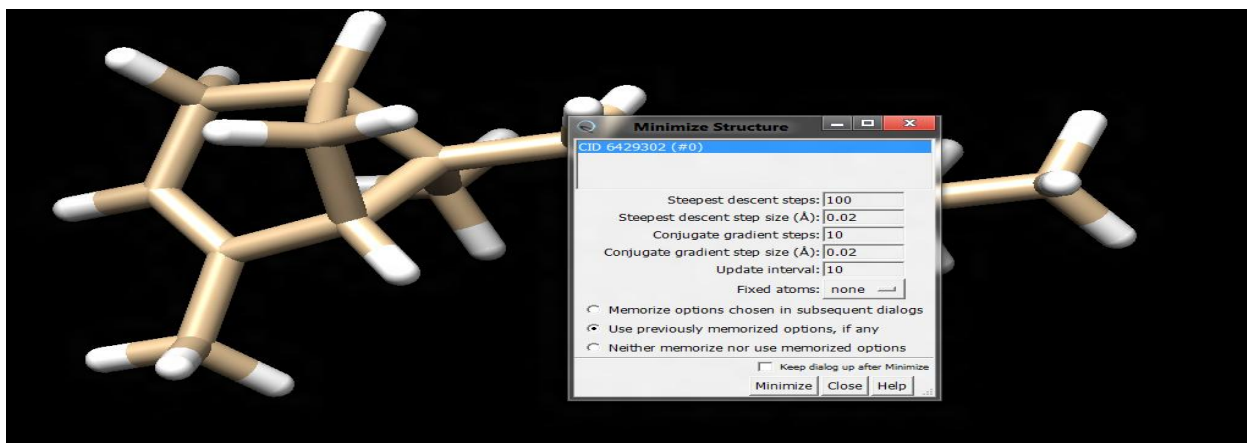 Minimize Structure
CID 6429302 (#0)
Steepest descent steps: 100
Steepest descent step size (Å): 0.02
Conjugate gradient steps: 10
Conjugate gradient step size (Å): 0.02
Update interval: 10
Fixed atoms: none
Memorize options chosen in subsequent dialogs
Use previously memorized options, if any
Neither memorize nor use memorized options
Keep dialog up after Minimize
Minimize Close Help